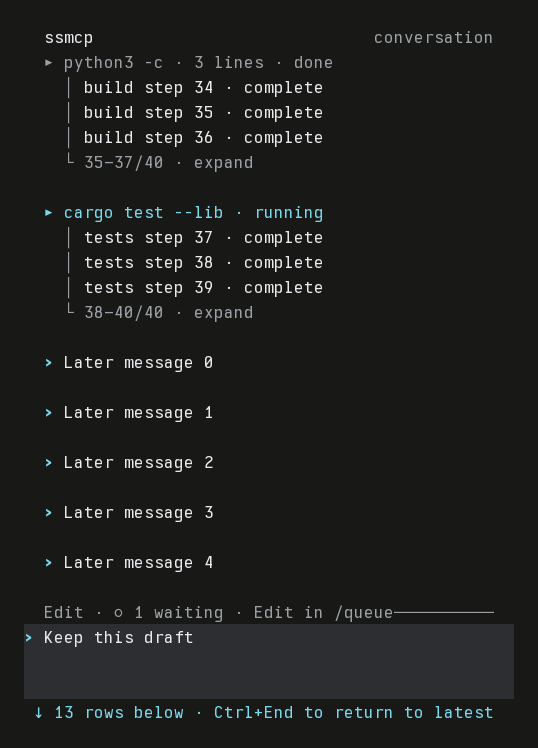 ssmcp conversation
▸ python3 -c · 3 lines · done
│ build step 34 · complete
│ build step 35 · complete
│ build step 36 · complete
└ 35–37/40 · expand
▸ cargo test --lib · running
│ tests step 37 · complete
│ tests step 38 · complete
│ tests step 39 · complete
└ 38–40/40 · expand
› Later message 0
› Later message 1
› Later message 2
› Later message 3
› Later message 4
Edit · ○ 1 waiting · Edit in /queue──────────
› Keep this draft
↓ 13 rows below · Ctrl+End to return to latest